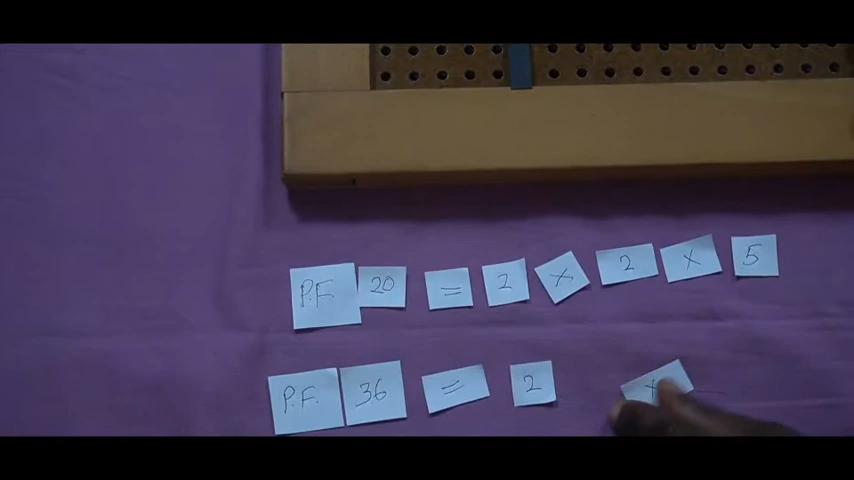 P.F 20 = 2 × 2 × 5
P.F. 36 = 2 ×